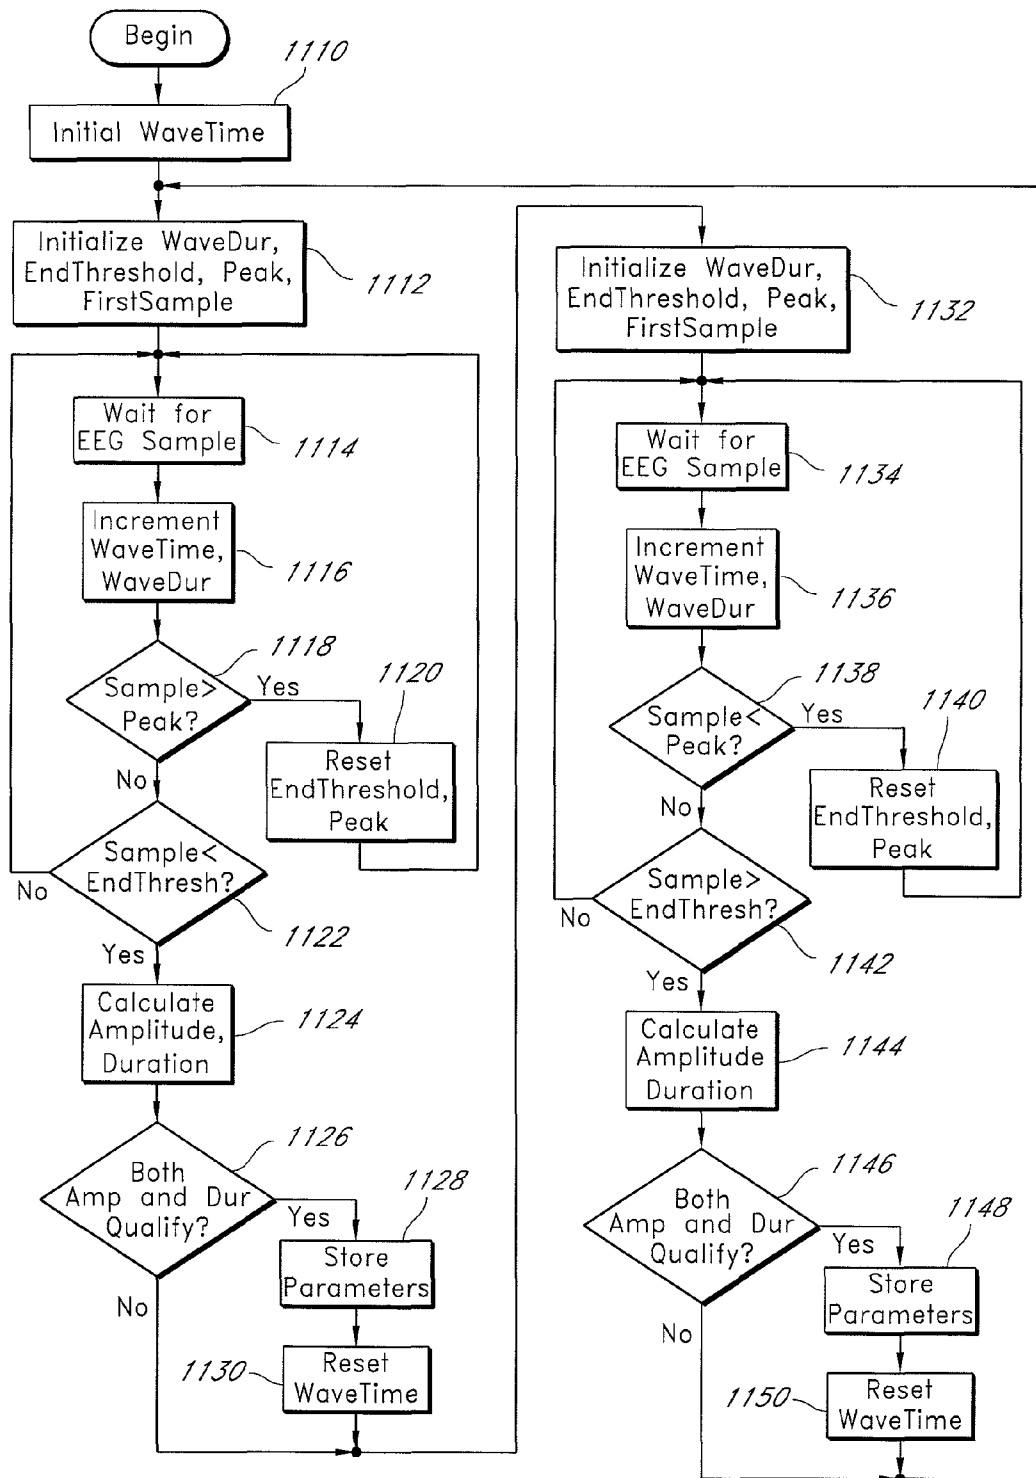 Begin
1110
Initial WaveTime
Initialize WaveDur,
EndThreshold, Peak,
FirstSample
1112
Wait for
EEG Sample
1114
Increment
WaveTime,
WaveDur
1116
1118
Sample>
Peak?
Yes
1120
Reset
EndThreshold,
Peak
No
Sample<
EndThresh?
No
1122
Yes
Calculate
Amplitude,
Duration
1124
1126
Both
Amp and Dur
Qualify?
Yes
1128
Store
Parameters
No
1130
Reset
WaveTime
Initialize WaveDur,
EndThreshold, Peak,
FirstSample
1132
Wait for
EEG Sample
1134
Increment
WaveTime,
WaveDur
1136
1138
Sample<
Peak?
Yes
1140
Reset
EndThreshold,
Peak
No
Sample>
EndThresh?
No
1142
Yes
Calculate
Amplitude
Duration
1144
1146
Both
Amp and Dur
Qualify?
Yes
1148
Store
Parameters
No
1150
Reset
WaveTime